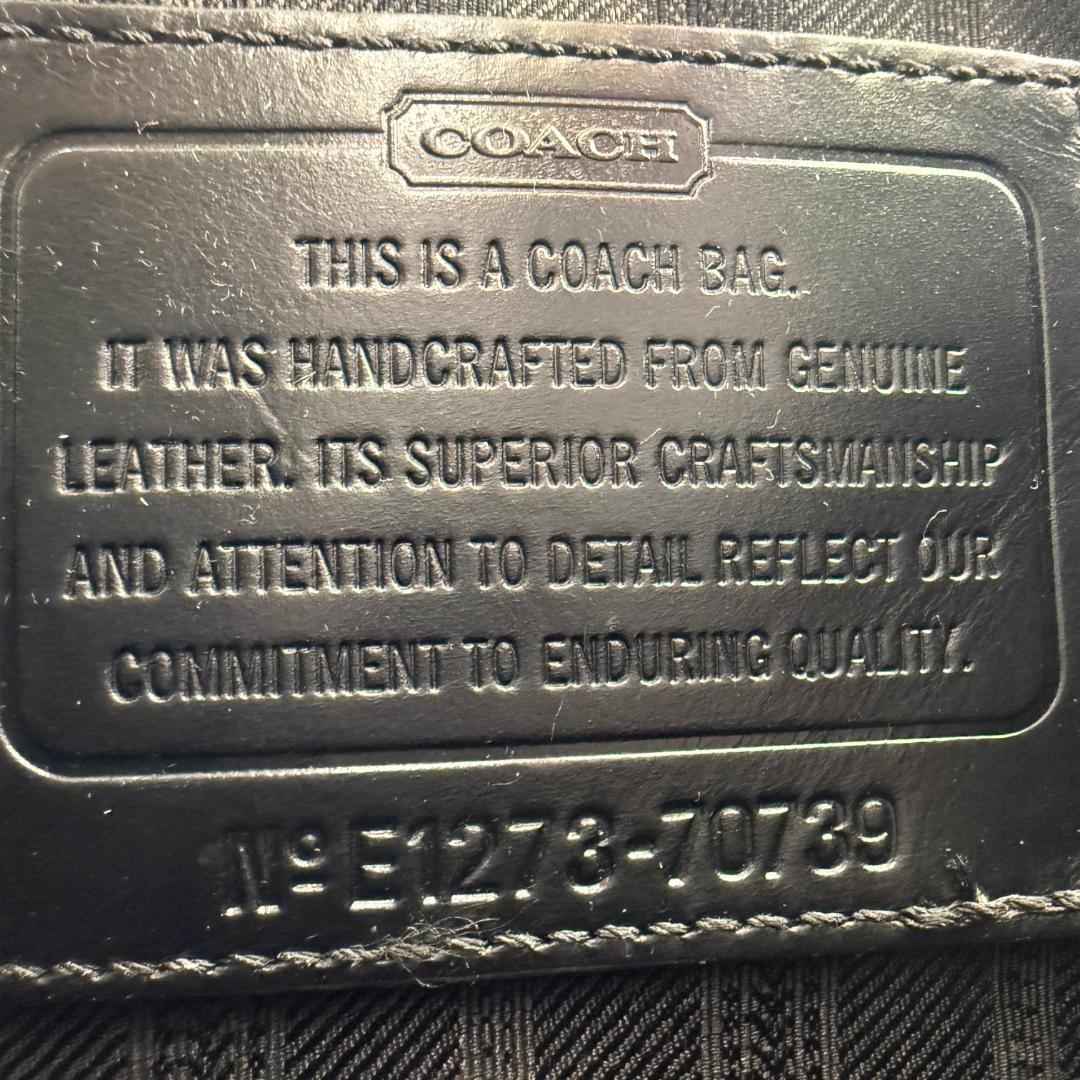 COACH
THIS IS A COACH BAG.
IT WAS HANDCRAFTED FROM GENUINE
LEATHER. ITS SUPERIOR CRAFTSMANSHIP
AND ATTENTION TO DETAIL REFLECT OUR
COMMITMENT TO ENDURING QUALITY.
Nº E1273-70739